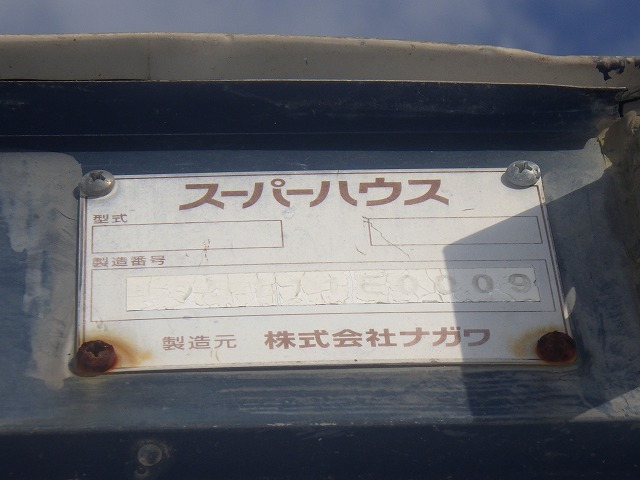 スーパーハウス
型式
製造番号
製造元 株式会社ナガワ